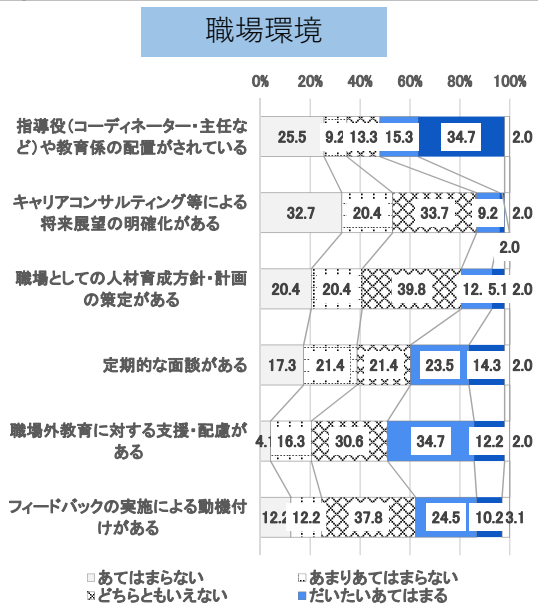 職場環境
0% 20% 40% 60% 80% 100%
指導役（コーディネーター・主任な
ど）や教育係の配置がされている
25.5 9.2 13.3 15.3 34.7 2.0
キャリアコンサルティング等による
将来展望の明確化がある
32.7 20.4 33.7 9.2 2.0
2.0
職場としての人材育成方針・計画
の策定がある
20.4 20.4 39.8 12. 5.1 2.0
定期的な面談がある
17.3 21.4 21.4 23.5 14.3 2.0
職場外教育に対する支援・配慮が
ある
4.1 16.3 30.6 34.7 12.2 2.0
フィードバックの実施による動機付
けがある
12.2 12.2 37.8 24.5 10.2 3.1
あてはまらない あまりあてはまらない
どちらともいえない だいたいあてはまる